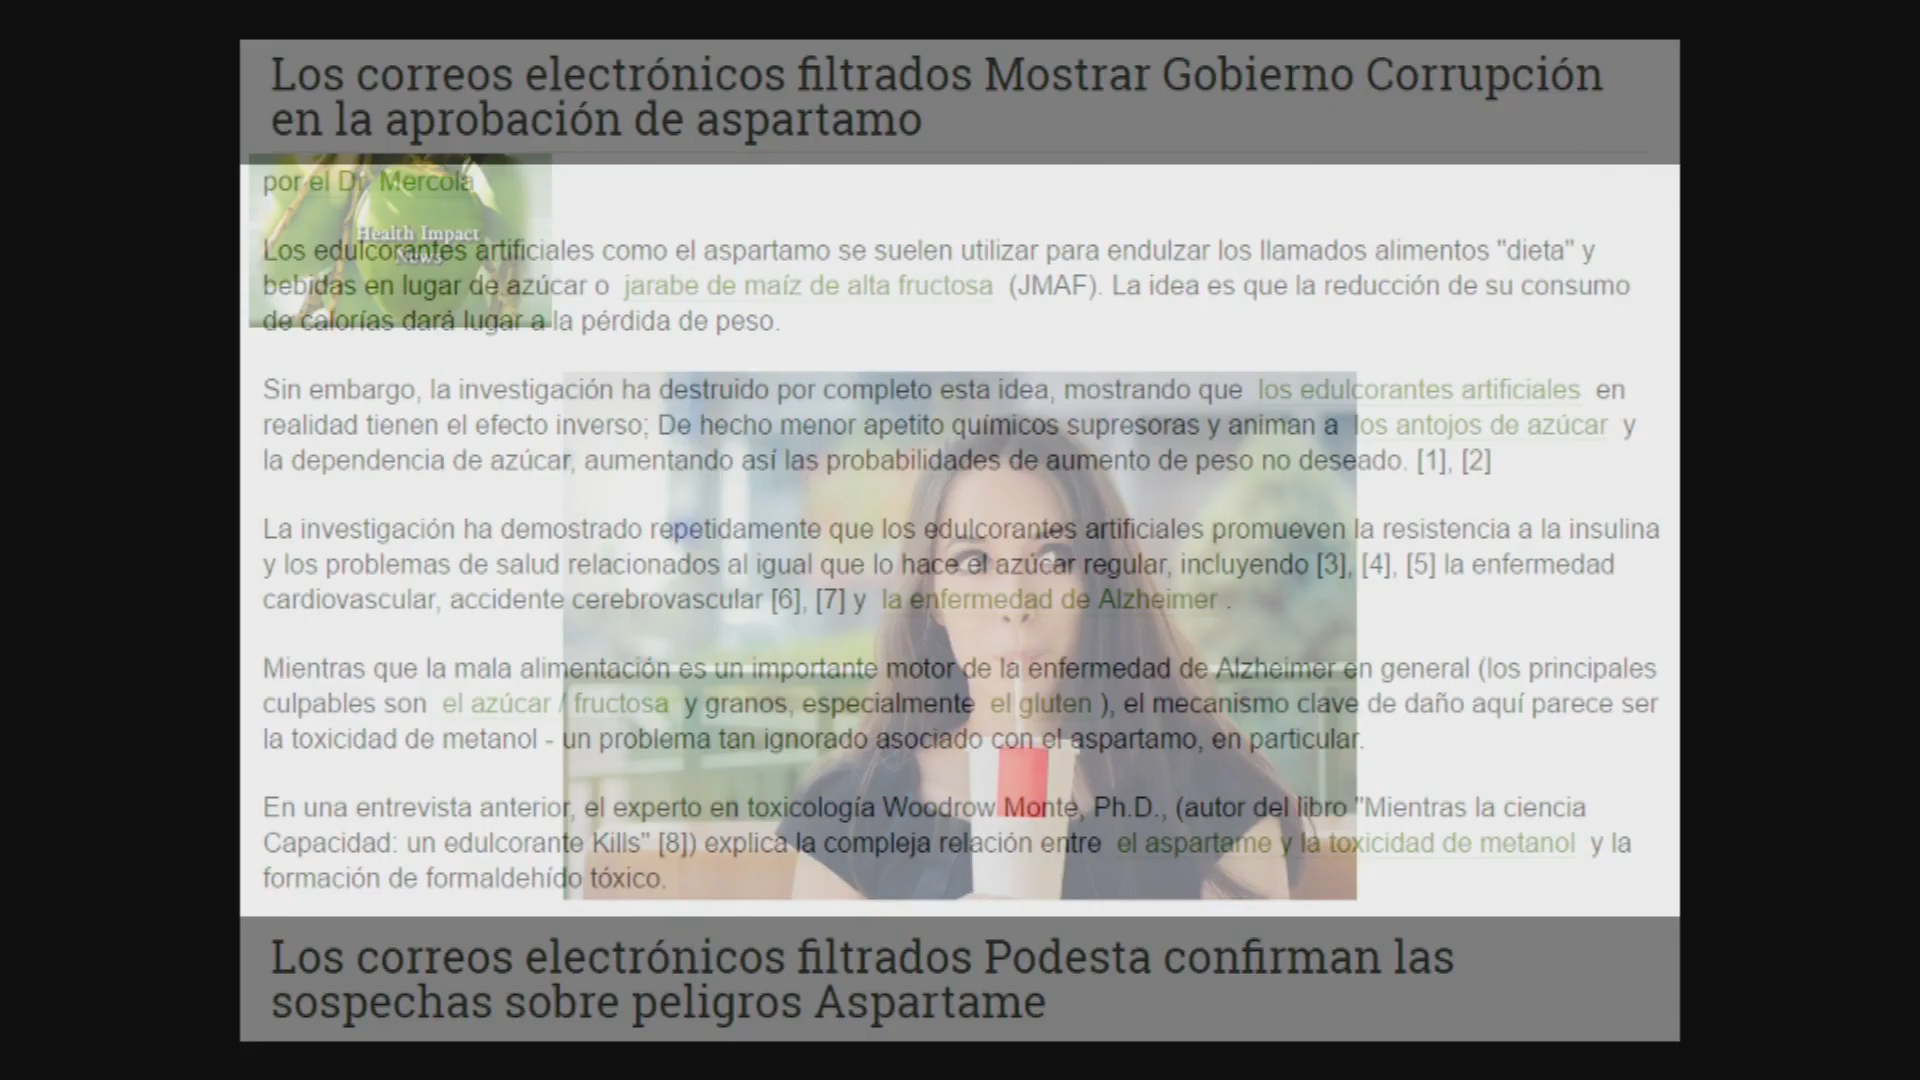 Los correos electrónicos filtrados Mostrar Gobierno Corrupción
en la aprobación de aspartamo
por el Dr. Mercola
Health Impact
News
Los edulcorantes artificiales como el aspartamo se suelen utilizar para endulzar los llamados alimentos "dieta" y
bebidas en lugar de azúcar o jarabe de maíz de alta fructosa (JMAF). La idea es que la reducción de su consumo
de calorías dará lugar a la pérdida de peso.
Sin embargo, la investigación ha destruido por completo esta idea, mostrando que los edulcorantes artificiales en
realidad tienen el efecto inverso; De hecho menor apetito químicos supresoras y animan a los antojos de azúcar y
la dependencia de azúcar, aumentando así las probabilidades de aumento de peso no deseado. [1], [2]
La investigación ha demostrado repetidamente que los edulcorantes artificiales promueven la resistencia a la insulina
y los problemas de salud relacionados al igual que lo hace el azúcar regular, incluyendo [3], [4], [5] la enfermedad
cardiovascular, accidente cerebrovascular [6], [7] y la enfermedad de Alzheimer .
Mientras que la mala alimentación es un importante motor de la enfermedad de Alzheimer en general (los principales
culpables son el azúcar / fructosa y granos, especialmente el gluten ), el mecanismo clave de daño aquí parece ser
la toxicidad de metanol - un problema tan ignorado asociado con el aspartamo, en particular.
En una entrevista anterior, el experto en toxicología Woodrow Monte, Ph.D., (autor del libro "Mientras la ciencia
Capacidad: un edulcorante Kills" [8]) explica la compleja relación entre el aspartame y la toxicidad de metanol y la
formación de formaldehído tóxico.
Los correos electrónicos filtrados Podesta confirman las
sospechas sobre peligros Aspartame